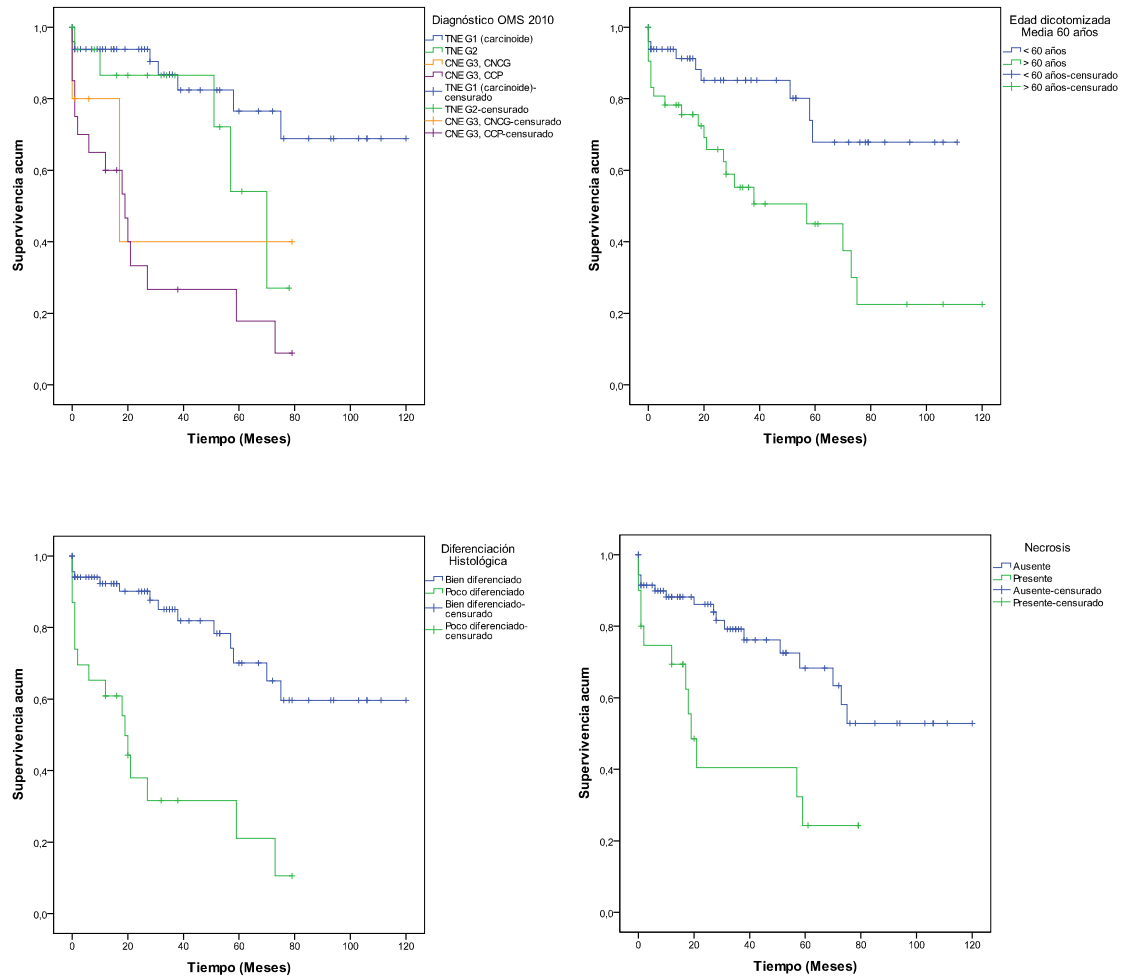 Diagnóstico OMS 2010
TNE G1 (carcinoide)
TNE G2
CNE G3, CNCG
CNE G3, CCP
TNE G1 (carcinoide)-
censurado
TNE G2-censurado
CNE G3, CNCG-censurado
CNE G3, CCP-censurado
Supervivencia acum
1,0
0,8
0,6
0,4
0,2
0,0
0 20 40 60 80 100 120
Tiempo (Meses)
Edad dicotomizada
Media 60 años
< 60 años
> 60 años
< 60 años-censurado
> 60 años-censurado
Supervivencia acum
1,0
0,8
0,6
0,4
0,2
0,0
0 20 40 60 80 100 120
Tiempo (Meses)
Diferenciación
Histológica
Bien diferenciado
Poco diferenciado
Bien diferenciado-
censurado
Poco diferenciado-
censurado
Supervivencia acum
1,0
0,8
0,6
0,4
0,2
0,0
0 20 40 60 80 100 120
Tiempo (Meses)
Necrosis
Ausente
Presente
Ausente-censurado
Presente-censurado
Supervivencia acum
1,0
0,8
0,6
0,4
0,2
0,0
0 20 40 60 80 100 120
Tiempo (Meses)